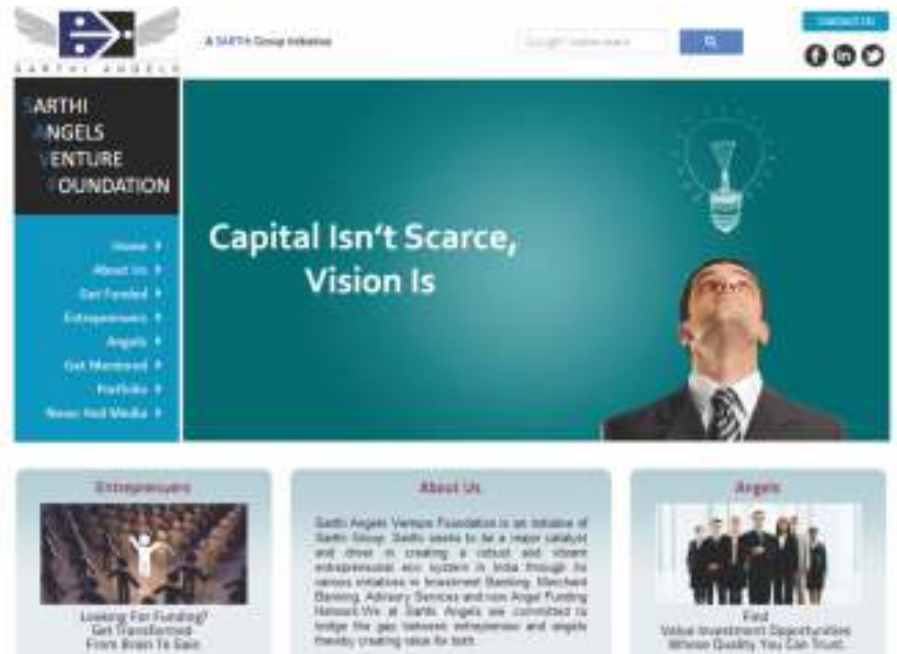 SARTHI ANGELS
A SARTHI Group Initiative
Contact Us
SARTHI
ANGELS
VENTURE
FOUNDATION
Home
About Us
Get Funded
Entrepreneurs
Angels
Get Mentored
Portfolio
News And Media
Capital Isn't Scarce,
Vision Is
Entreprenuers
Looking For Funding?
Get Transformed
From Brain To Gain
About Us
Sarthi Angels Venture Foundation is an initiative of
Sarthi Group. Sarthi seeks to be a major catalyst
and driver in creating a robust and vibrant
entrepreneurial eco system in India through its
various initiatives in Investment Banking, Merchant
Banking, Advisory Services and now Angel Funding
Network.We at Sarthi Angels are committed to
bridge the gap between entrepreneur and angels
thereby creating value for both.
Angels
Find
Value Investment Opportunities
Whose Quality You Can Trust.